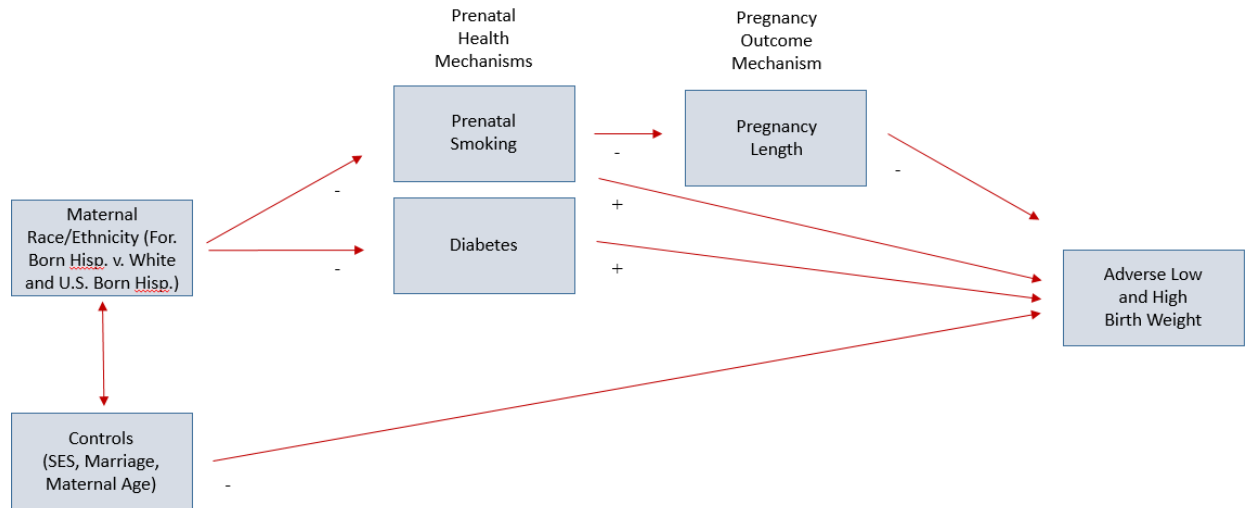 Prenatal
Health
Mechanisms
Pregnancy
Outcome
Mechanism
Prenatal
Smoking
Pregnancy
Length
-
-
-
+
Maternal
Race/Ethnicity (For.
Born Hisp. v. White
and U.S. Born Hisp.)
Diabetes
-
+
Adverse Low
and High
Birth Weight
Controls
(SES, Marriage,
Maternal Age)
-